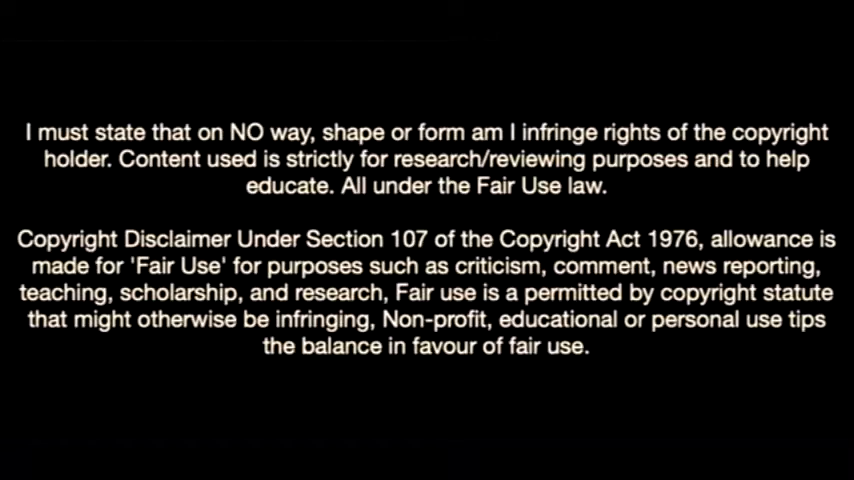 I must state that on NO way, shape or form am I infringe rights of the copyright
holder. Content used is strictly for research/reviewing purposes and to help
educate. All under the Fair Use law.
Copyright Disclaimer Under Section 107 of the Copyright Act 1976, allowance is
made for 'Fair Use' for purposes such as criticism, comment, news reporting,
teaching, scholarship, and research, Fair use is a permitted by copyright statute
that might otherwise be infringing, Non-profit, educational or personal use tips
the balance in favour of fair use.